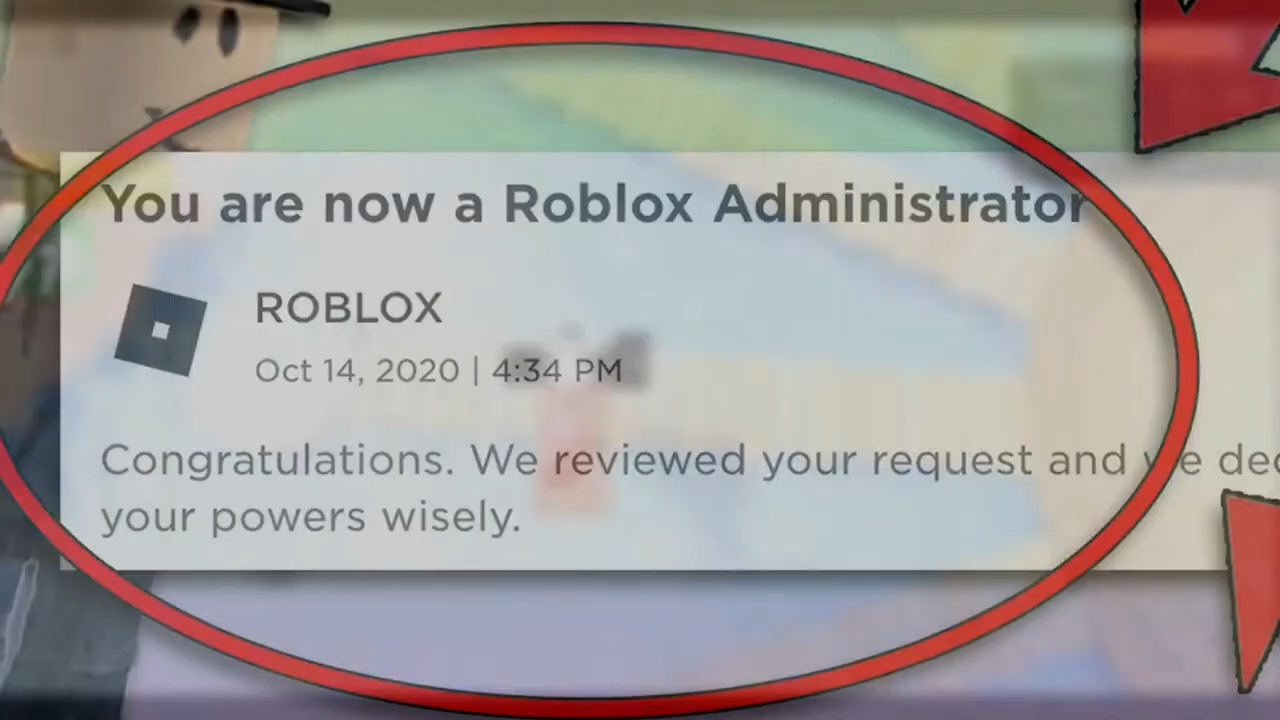 You are now a Roblox Administrator
ROBLOX
Oct 14, 2020 | 4:34 PM
Congratulations. We reviewed your request and we
your powers wisely.